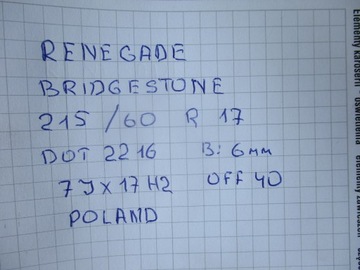 RENEGADE
BRIDGESTONE
215 /60 R 17
DOT 2216 B: 6mm
7J x 17 H2 OFF 40
POLAND